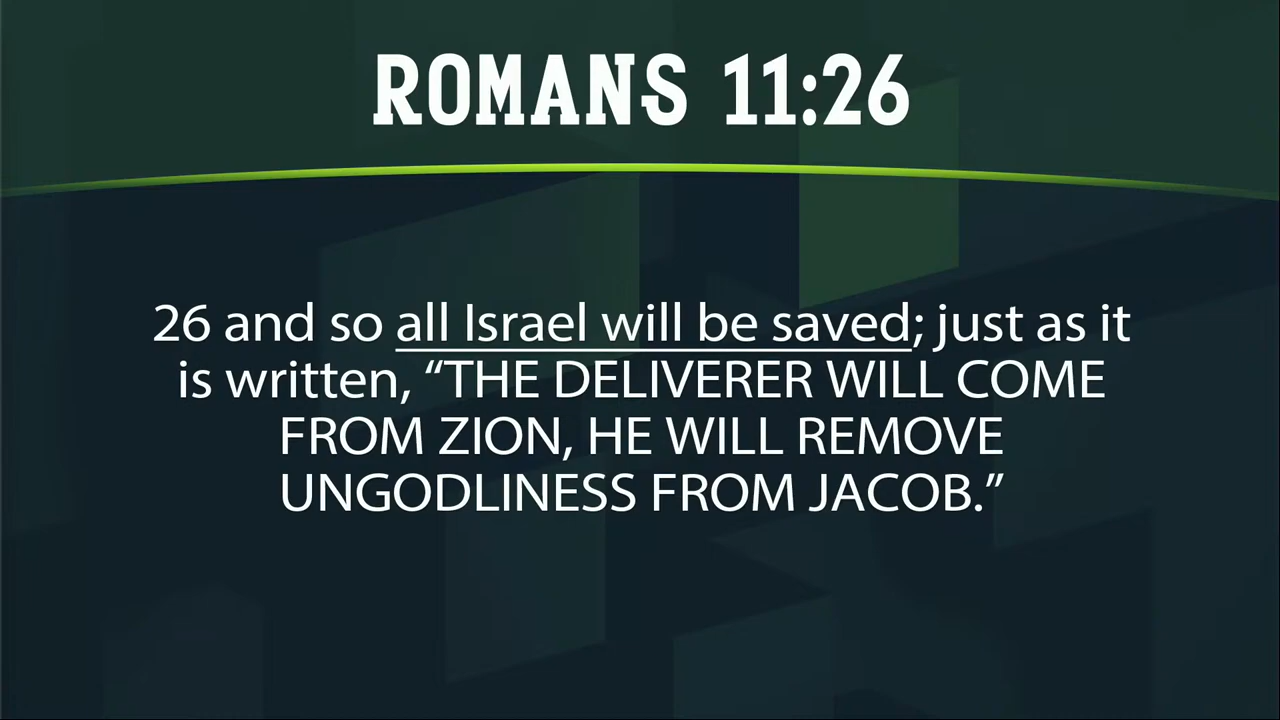 ROMANS 11:26
26 and so all Israel will be saved; just as it
is written, “THE DELIVERER WILL COME
FROM ZION, HE WILL REMOVE
UNGODLINESS FROM JACOB.”